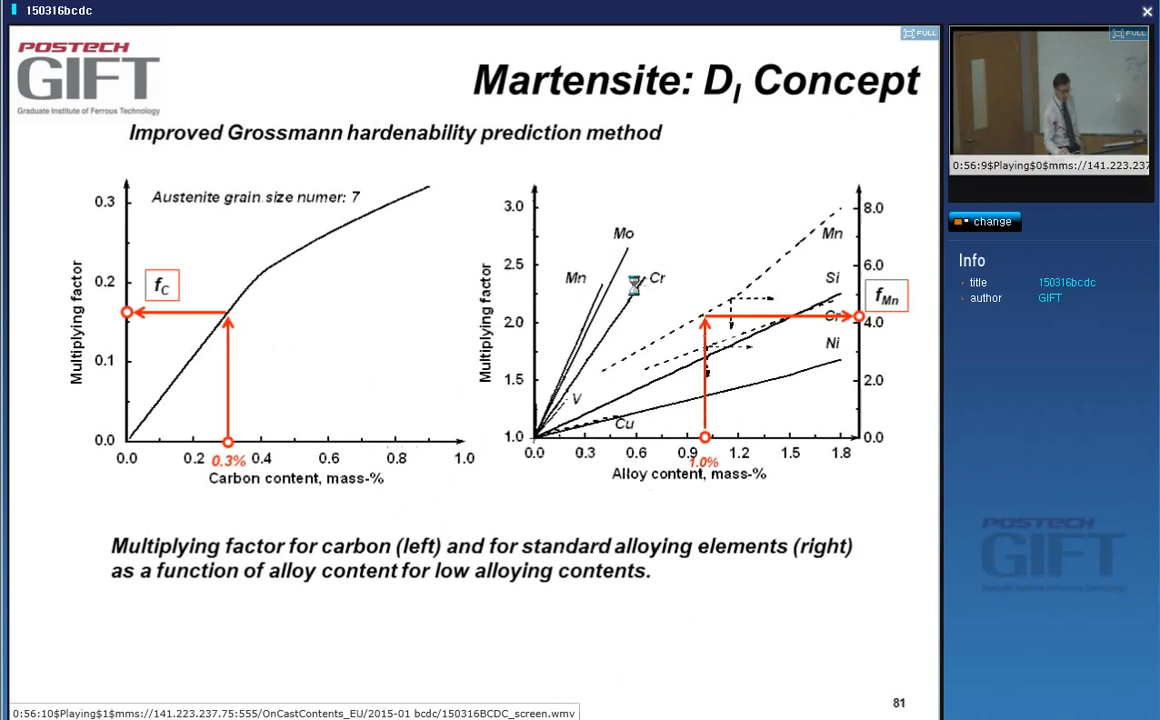 150316bcdc
POSTECH
GIFT
Graduate Institute of Ferrous Technology
Martensite: DI Concept
Improved Grossmann hardenability prediction method
FULL
FULL
0:56:9$Playing$0$mms://141.223.237
change
Info
title 150316bcdc
author GIFT
Austenite grain size numer: 7
Multiplying factor
0.3
0.2
0.1
0.0
fC
0.0 0.2 0.3% 0.4 0.6 0.8 1.0
Carbon content, mass-%
Multiplying factor
3.0
2.5
2.0
1.5
1.0
Mo
Mn
Cr
V
Cu
Mn
Si
Cr
Ni
8.0
6.0
4.0
2.0
0.0
fMn
0.0 0.3 0.6 0.9 1.0% 1.2 1.5 1.8
Alloy content, mass-%
Multiplying factor for carbon (left) and for standard alloying elements (right)
as a function of alloy content for low alloying contents.
81
POSTECH
GIFT
0:56:10$Playing$1$mms://141.223.237.75:555/OnCastContents_EU/2015-01 bcdc/150316BCDC_screen.wmv